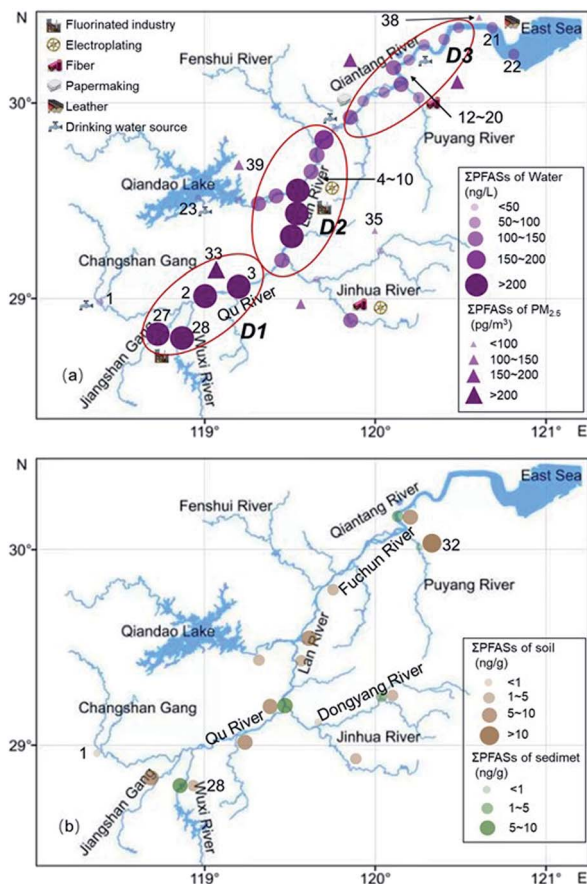 N
Fluorinated industry
Electroplating
Fiber
Papermaking
Leather
Drinking water source
Fenshui River
Qiantang River
38
D3
East Sea
21
22
30°
12~20
Puyang River
39
Qiandao Lake
23
4~10
Lan River
D2
35
Changshan Gang
33
3
2
1
Qu River
D1
27
28
Jinhua River
29°
Jiangshan Gang
Wuxi River
(a)
ΣPFASs of Water
(ng/L)
<50
50~100
100~150
150~200
>200
ΣPFASs of PM2.5
(pg/m³)
<100
100~150
150~200
>200
119°
120°
121°
E
N
East Sea
Fenshui River
Qiantang River
30°
Fuchun River
32
Puyang River
Qiandao Lake
Lan River
Changshan Gang
Dongyang River
Qu River
Jinhua River
29°
1
Jiangshan Gang
28
Wuxi River
(b)
ΣPFASs of soil
(ng/g)
<1
1~5
5~10
>10
ΣPFASs of sedimet
(ng/g)
<1
1~5
5~10
119°
120°
121°
E